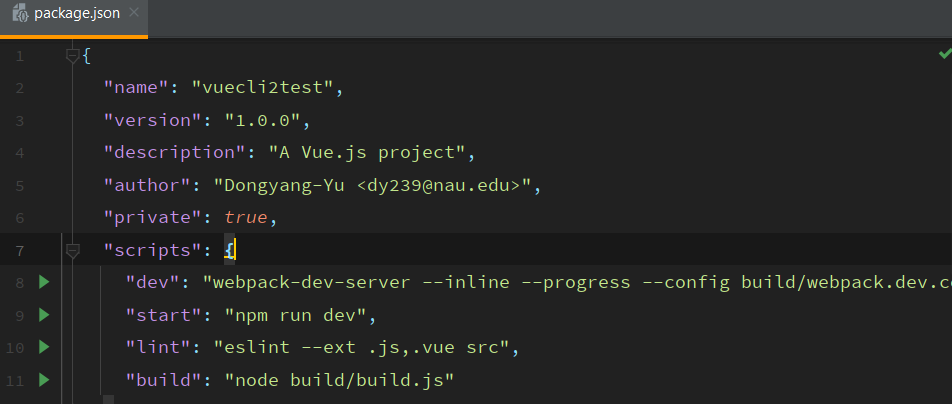 package.json
1 {
2 "name": "vuecli2test",
3 "version": "1.0.0",
4 "description": "A Vue.js project",
5 "author": "Dongyang-Yu <dy239@nau.edu>",
6 "private": true,
7 "scripts": {
8 "dev": "webpack-dev-server --inline --progress --config build/webpack.dev.co
9 "start": "npm run dev",
10 "lint": "eslint --ext .js,.vue src",
11 "build": "node build/build.js"